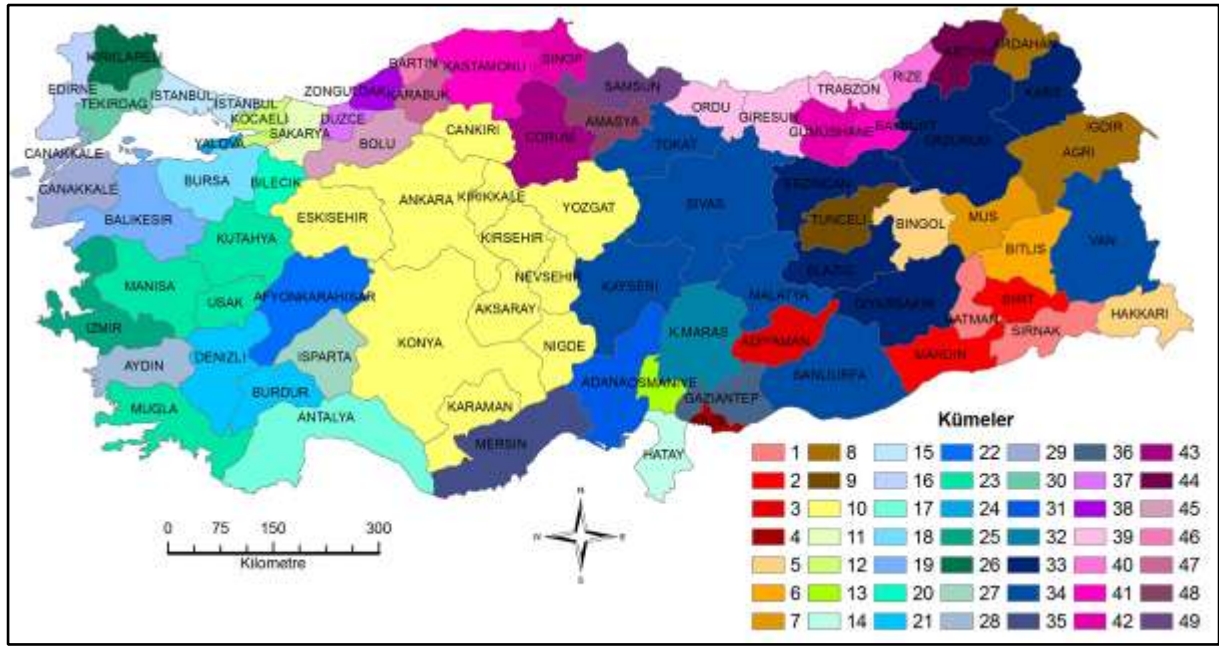 KIRKLARELI
EDIRNE
TEKIRDAG
ISTANBUL
ISTANBUL
KOCAELI
SAKARYA
YALOVA
DUZCE
ZONGULDAK
BARTIN
KARABUK
KASTAMONU
SINOP
SAMSUN
BOLU
CANKIRI
CORUM
AMASYA
ORDU
GIRESUN
TRABZON
RIZE
ARTVIN
ARDAHAN
KARS
GUMUSHANE
BAYBURT
ERZURUM
IGDIR
AGRI
CANAKKALE
CANAKKALE
BALIKESIR
BURSA
BILECIK
ESKISEHIR
ANKARA
KIRIKKALE
YOZGAT
TOKAT
SIVAS
ERZINCAN
TUNCELI
BINGOL
MUS
BITLIS
VAN
KUTAHYA
KIRSEHIR
NEVSEHIR
KAYSERI
MALATYA
ELAZIG
DIYARBAKIR
BATMAN
SIIRT
SIRNAK
HAKKARI
MANISA
USAK
AFYONKARAHISAR
IZMIR
AKSARAY
KONYA
NIGDE
K.MARAS
ADIYAMAN
MARDIN
AYDIN
DENIZLI
ISPARTA
BURDUR
ADANA
OSMANIYE
GAZIANTEP
SANLIURFA
MUGLA
ANTALYA
KARAMAN
MERSIN
HATAY
0 75 150 300
Kilometre
N
W E
S
Kümeler
1 8 15 22 29 36 43
2 9 16 23 30 37 44
3 10 17 24 31 38 45
4 11 18 25 32 39 46
5 12 19 26 33 40 47
6 13 20 27 34 41 48
7 14 21 28 35 42 49